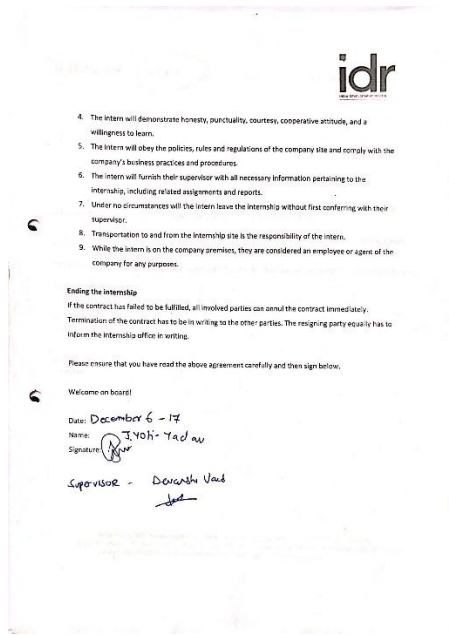 idr
4. The intern will demonstrate honesty, punctuality, courtesy, cooperative attitude, and a
willingness to learn.
5. The intern will obey the policies, rules and regulations of the company site and comply with the
company's business practices and procedures.
6. The intern will furnish their supervisor with all necessary information pertaining to the
internship, including related assignments and reports.
7. Under no circumstances will the intern leave the internship without first conferring with their
supervisor.
8. Transportation to and from the internship site is the responsibility of the intern.
9. While the intern is on the company premises, they are considered an employee or agent of the
company for any purposes.
Ending the internship
If the contract has failed to be fulfilled, all involved parties can annul the contract immediately.
Termination of the contract has to be in writing to the other parties. The resigning party equally has to
inform the internship office in writing.
Please ensure that you have read the above agreement carefully and then sign below.
Welcome on board!
Date: December 6 - 17
Name: Jyoti Yadav
Signature:
Supervisor -